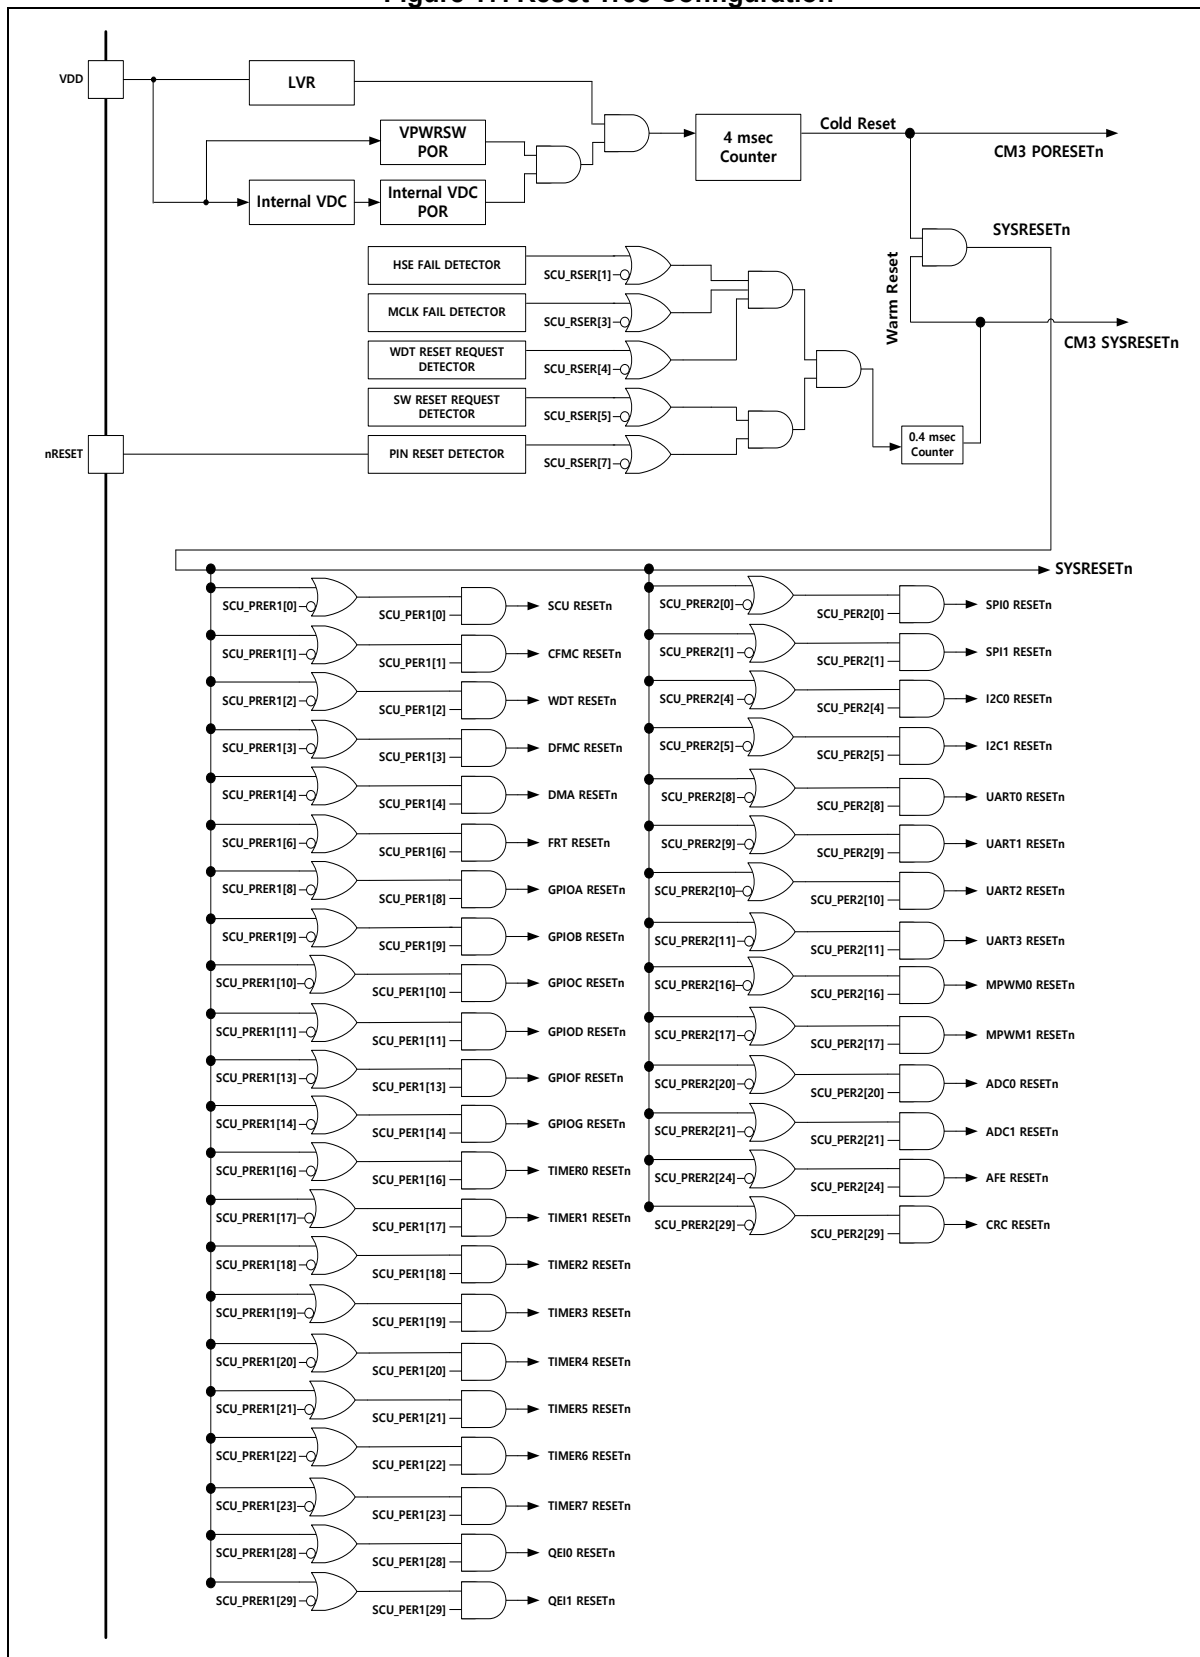 VDD
LVR
VPWRSW
POR
Internal VDC
Internal VDC
POR
4 msec
Counter
Cold Reset
CM3 PORESETn
SYSRESETn
Warm Reset
CM3 SYSRESETn
HSE FAIL DETECTOR
SCU_RSER[1]
MCLK FAIL DETECTOR
SCU_RSER[3]
WDT RESET REQUEST
DETECTOR
SCU_RSER[4]
SW RESET REQUEST
DETECTOR
SCU_RSER[5]
nRESET
PIN RESET DETECTOR
SCU_RSER[7]
0.4 msec
Counter
SYSRESETn
SCU_PRER1[0] SCU_PER1[0] SCU RESETn
SCU_PRER1[1] SCU_PER1[1] CFMC RESETn
SCU_PRER1[2] SCU_PER1[2] WDT RESETn
SCU_PRER1[3] SCU_PER1[3] DFMC RESETn
SCU_PRER1[4] SCU_PER1[4] DMA RESETn
SCU_PRER1[6] SCU_PER1[6] FRT RESETn
SCU_PRER1[8] SCU_PER1[8] GPIOA RESETn
SCU_PRER1[9] SCU_PER1[9] GPIOB RESETn
SCU_PRER1[10] SCU_PER1[10] GPIOC RESETn
SCU_PRER1[11] SCU_PER1[11] GPIOD RESETn
SCU_PRER1[13] SCU_PER1[13] GPIOF RESETn
SCU_PRER1[14] SCU_PER1[14] GPIOG RESETn
SCU_PRER1[16] SCU_PER1[16] TIMER0 RESETn
SCU_PRER1[17] SCU_PER1[17] TIMER1 RESETn
SCU_PRER1[18] SCU_PER1[18] TIMER2 RESETn
SCU_PRER1[19] SCU_PER1[19] TIMER3 RESETn
SCU_PRER1[20] SCU_PER1[20] TIMER4 RESETn
SCU_PRER1[21] SCU_PER1[21] TIMER5 RESETn
SCU_PRER1[22] SCU_PER1[22] TIMER6 RESETn
SCU_PRER1[23] SCU_PER1[23] TIMER7 RESETn
SCU_PRER1[28] SCU_PER1[28] QEI0 RESETn
SCU_PRER1[29] SCU_PER1[29] QEI1 RESETn
SCU_PRER2[0] SCU_PER2[0] SPI0 RESETn
SCU_PRER2[1] SCU_PER2[1] SPI1 RESETn
SCU_PRER2[4] SCU_PER2[4] I2C0 RESETn
SCU_PRER2[5] SCU_PER2[5] I2C1 RESETn
SCU_PRER2[8] SCU_PER2[8] UART0 RESETn
SCU_PRER2[9] SCU_PER2[9] UART1 RESETn
SCU_PRER2[10] SCU_PER2[10] UART2 RESETn
SCU_PRER2[11] SCU_PER2[11] UART3 RESETn
SCU_PRER2[16] SCU_PER2[16] MPWM0 RESETn
SCU_PRER2[17] SCU_PER2[17] MPWM1 RESETn
SCU_PRER2[20] SCU_PER2[20] ADC0 RESETn
SCU_PRER2[21] SCU_PER2[21] ADC1 RESETn
SCU_PRER2[24] SCU_PER2[24] AFE RESETn
SCU_PRER2[29] SCU_PER2[29] CRC RESETn